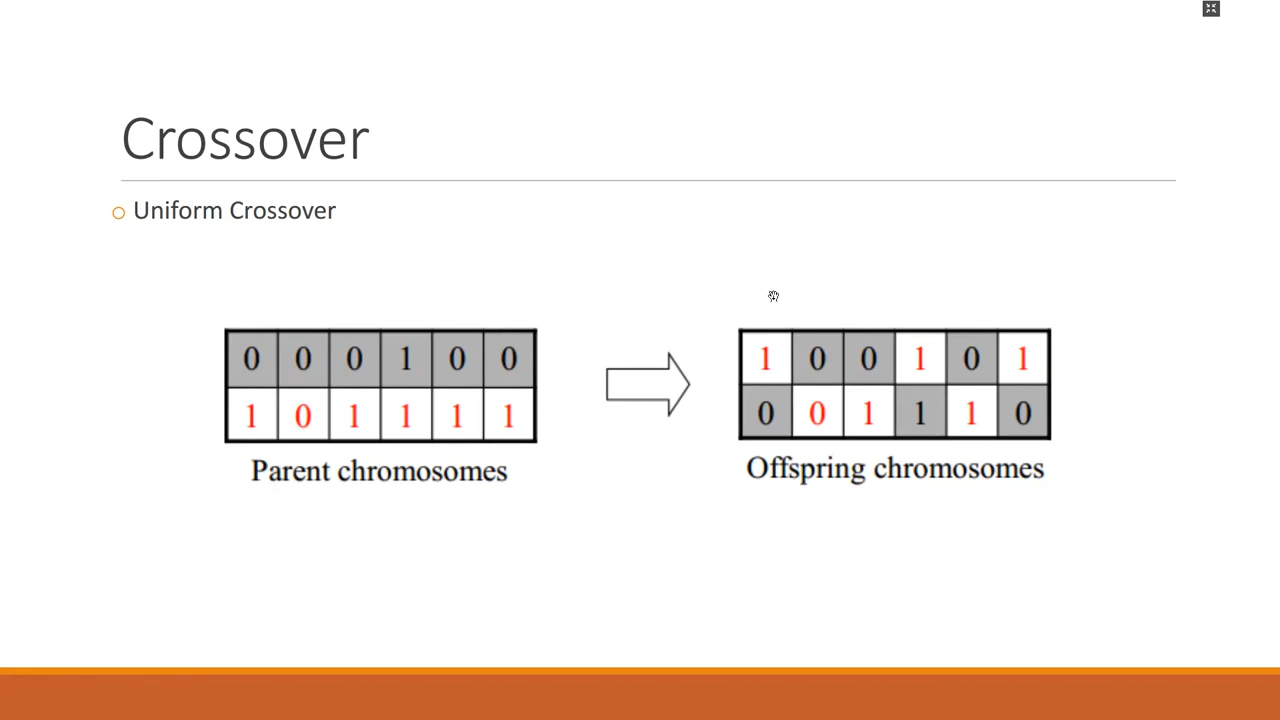 Crossover
Uniform Crossover
0 0 0 1 0 0
1 0 1 1 1 1
Parent chromosomes
1 0 0 1 0 1
0 0 1 1 1 0
Offspring chromosomes